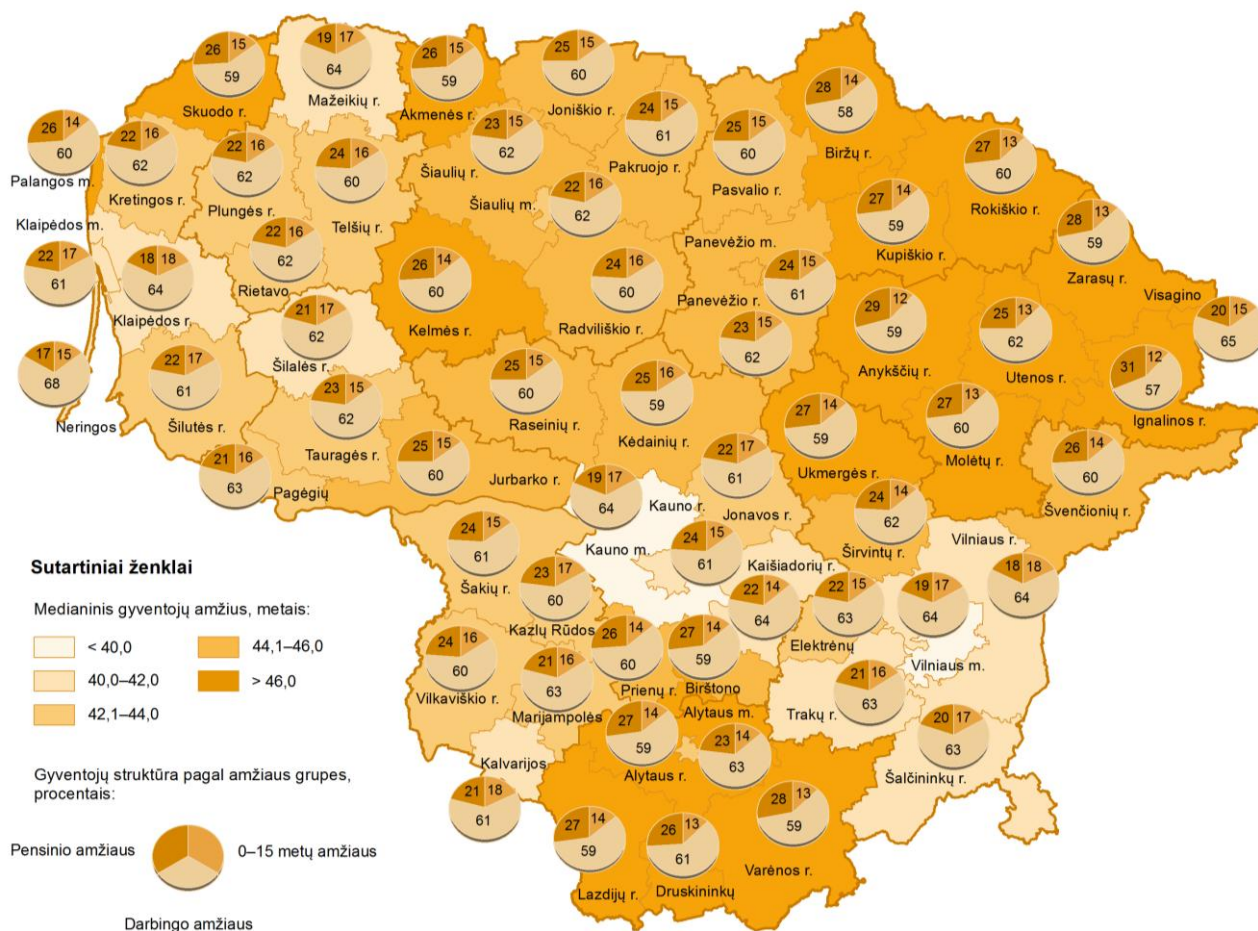 26 15
59
Skuodo r.
19 17
64
Mažeikių r.
26 15
59
Akmenės r.
25 15
60
Joniškio r.
24 15
61
Pakruojo r.
25 15
60
Pasvalio r.
28 14
58
Biržų r.
27 13
60
Rokiškio r.
26 14
60
Palangos m.
22 16
62
Kretingos r.
22 16
62
Plungės r.
24 16
60
Telšių r.
23 15
62
Šiaulių r.
22 16
62
Šiaulių m.
27 14
59
Kupiškio r.
28 13
59
Zarasų r.
Klaipėdos m.
22 17
61
18 18
64
Klaipėdos r.
22 16
62
Rietavo
26 14
60
Kelmės r.
24 16
60
Radviliškio r.
Panevėžio m.
24 15
61
Panevėžio r.
23 15
62
29 12
59
Anykščių r.
25 13
62
Utenos r.
Visagino
20 15
65
31 12
57
Ignalinos r.
17 15
68
Neringos
22 17
61
Šilutės r.
21 17
62
Šilalės r.
23 15
62
Tauragės r.
25 15
60
Raseinių r.
25 16
59
Kėdainių r.
27 14
59
Ukmergės r.
27 13
60
Molėtų r.
26 14
60
Švenčionių r.
21 16
63
Pagėgių
25 15
60
Jurbarko r.
19 17
64
Kauno r.
22 17
61
Jonavos r.
24 14
62
Širvintų r.
Vilniaus r.
18 18
64
24 15
61
Šakių r.
Kauno m.
24 15
61
Kaišiadorių r.
22 14
64
22 15
63
Elektrėnų
19 17
64
Vilniaus m.
23 17
60
Kazlų Rūdos
24 16
60
Vilkaviškio r.
21 16
63
Marijampolės
26 14
60
Prienų r.
27 14
59
Birštono
21 16
63
Trakų r.
20 17
63
Šalčininkų r.
Alytaus m.
27 14
59
Alytaus r.
23 14
63
Kalvarijos
21 18
61
27 14
59
Lazdijų r.
26 13
61
Druskininkų
28 13
59
Varėnos r.
Sutartiniai ženklai
Medianinis gyventojų amžius, metais:
< 40,0
44,1–46,0
40,0–42,0
> 46,0
42,1–44,0
Gyventojų struktūra pagal amžiaus grupes,
procentais:
Pensinio amžiaus
0–15 metų amžiaus
Darbingo amžiaus